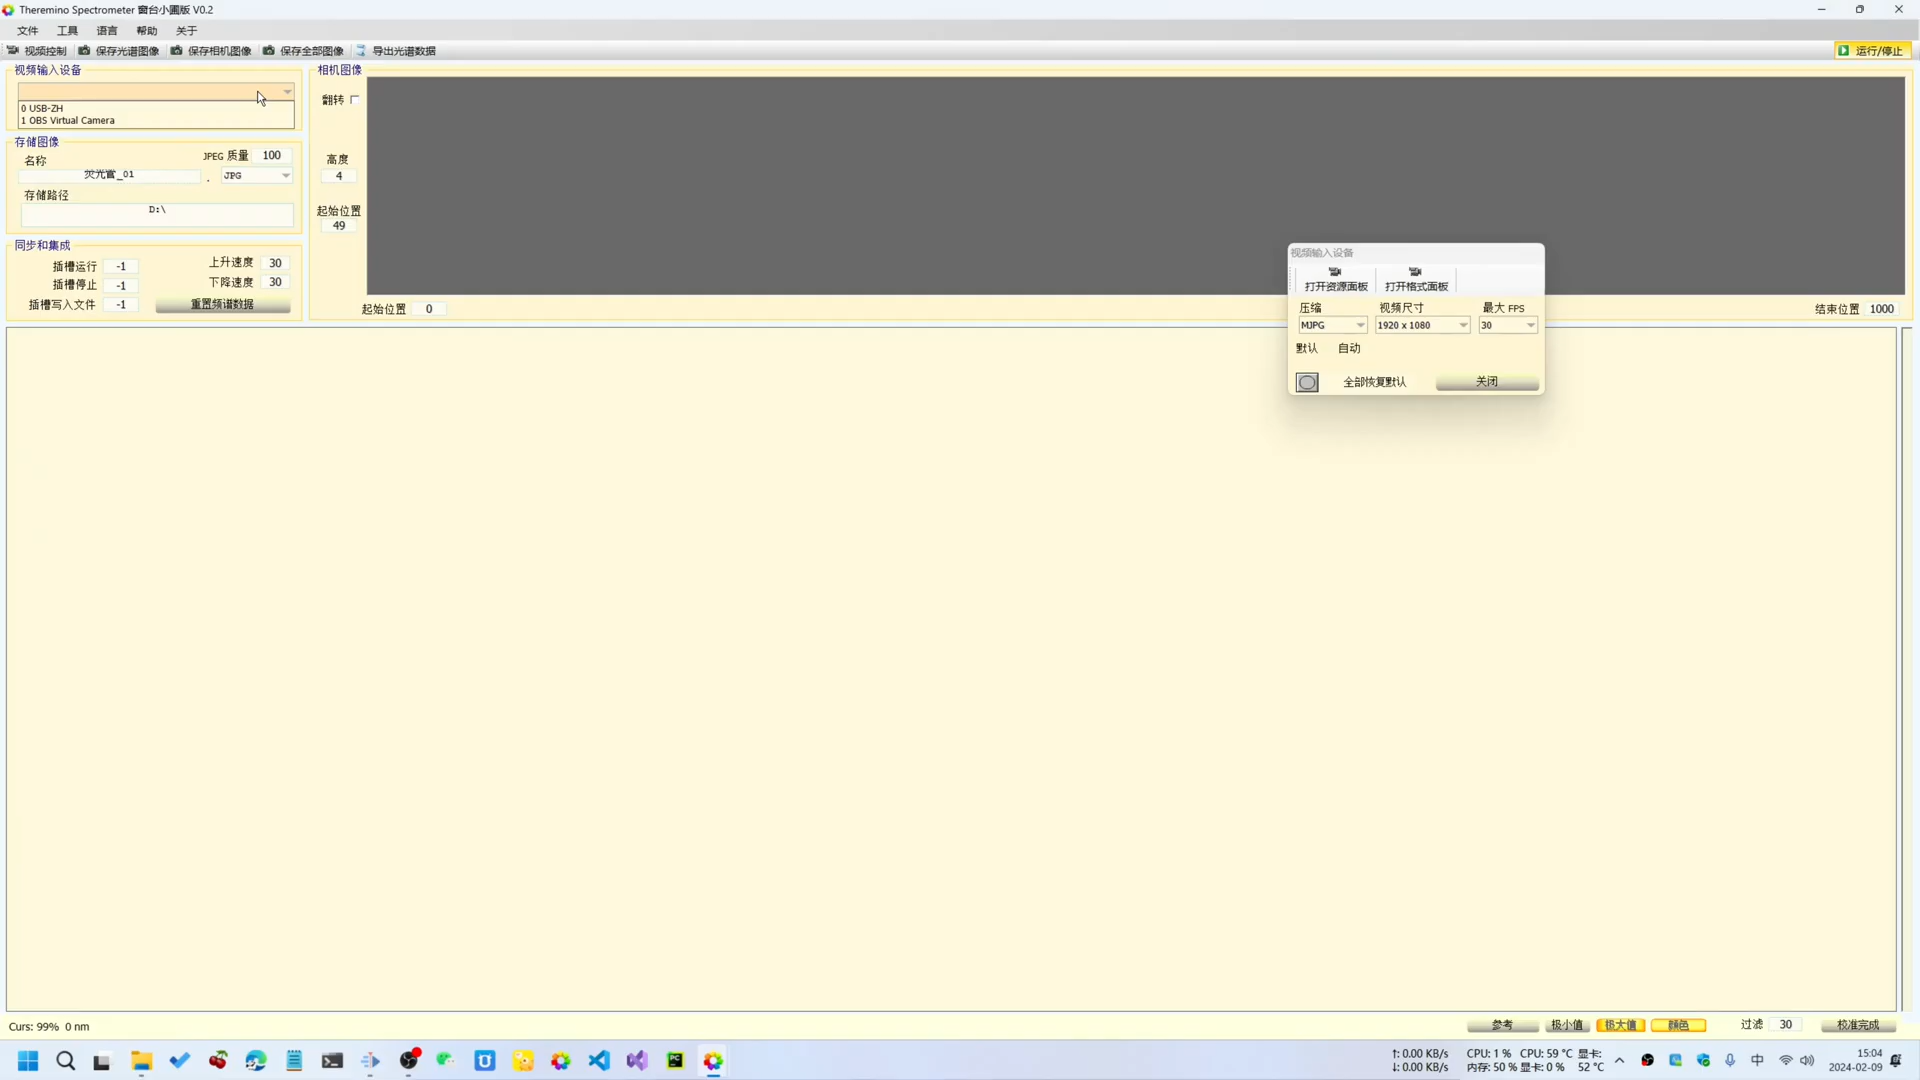 Theremino Spectrometer 窗台小圃版 V0.2
文件 工具 语言 帮助 关于
视频控制 保存光谱图像 保存相机图像 保存全部图像 导出光谱数据 运行/停止
视频输入设备
0 USB-ZH
1 OBS Virtual Camera
存储图像
名称 JPEG 质量 100
荧光管_01 . JPG
存储路径
D:\
同步和集成
插槽运行 -1 上升速度 30
插槽停止 -1 下降速度 30
插槽写入文件 -1 重置频谱数据
相机图像
翻转
高度
4
起始位置
49
起始位置 0 结束位置 1000
视频输入设备
打开资源面板 打开格式面板
压缩 视频尺寸 最大 FPS
MJPG 1920 x 1080 30
默认 自动
全部恢复默认 关闭
Curs: 99% 0 nm 参考 极小值 极大值 颜色 过滤 30 校准完成
↑: 0.00 KB/s CPU: 1 % CPU: 59 °C 显卡:
↓: 0.00 KB/s 内存: 50 % 显卡: 0 % 52 °C
中
15:04
2024-02-09